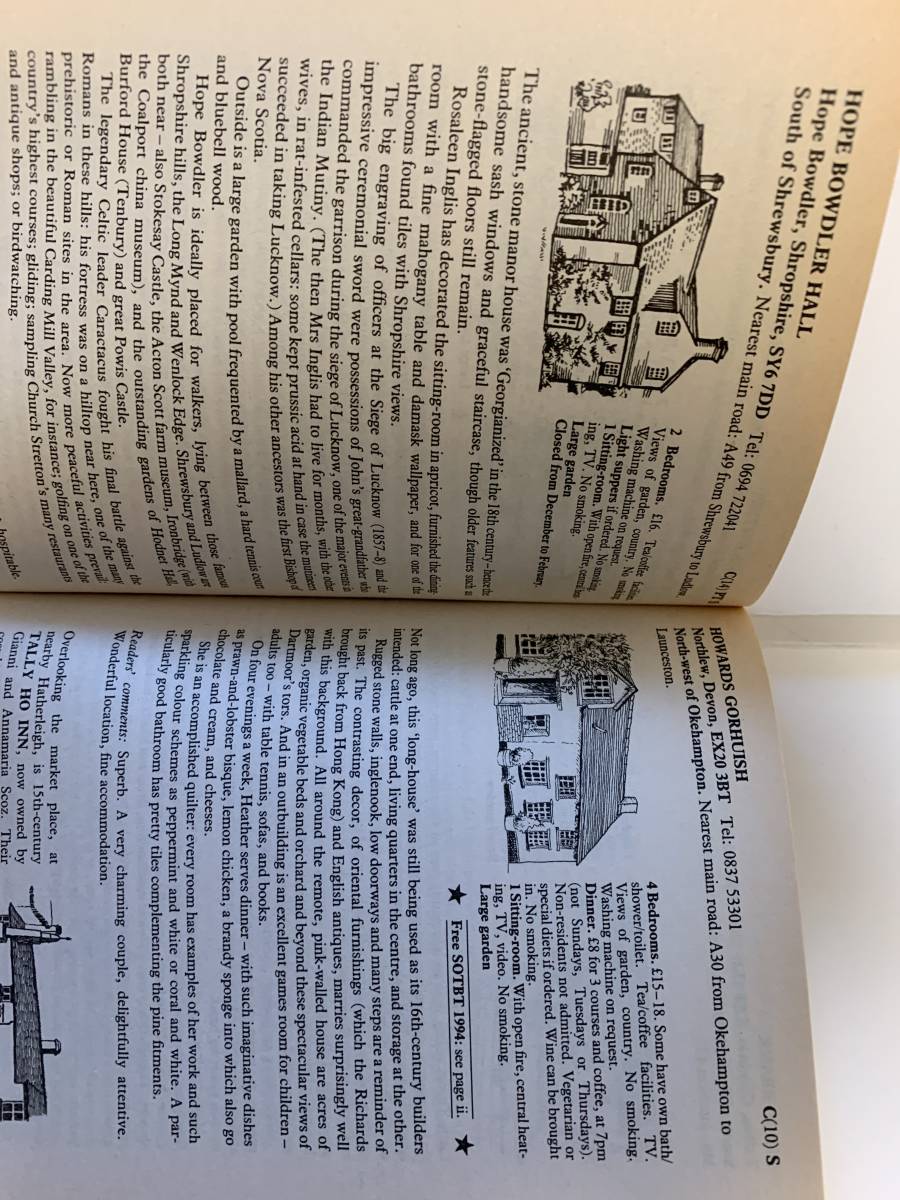 HOPE BOWDLER HALL
C(14) PT
Hope Bowdler, Shropshire, SY6 7DD Tel: 0694 722041
South of Shrewsbury. Nearest main road: A49 from Shrewsbury to Ludlow.
2 Bedrooms. £16. Tea/coffee facilities.
Views of garden, country. No smoking.
Washing machine on request.
Light suppers if ordered.
1 Sitting-room. With open fire, central heat-
ing, TV. No smoking.
Large garden
Closed from December to February.
The ancient, stone manor house was ‘Georgianized’ in the 18th century – hence the
handsome sash windows and graceful staircase, though older features such as
stone-flagged floors still remain.
Rosaleen Inglis has decorated the sitting-room in apricot, furnished the dining-
room with a fine mahogany table and damask wallpaper, and for one of the
bathrooms found tiles with Shropshire views.
The big engraving of officers at the Siege of Lucknow (1857–8) and the
impressive ceremonial sword were possessions of John's great-grandfather who
commanded the garrison during the siege of Lucknow, one of the major events in
the Indian Mutiny. (The then Mrs Inglis had to live for months, with the other
wives, in rat-infested cellars: some kept prussic acid at hand in case the mutineers
succeeded in taking Lucknow.) Among his other ancestors was the first Bishop of
Nova Scotia.
Outside is a large garden with pool frequented by a mallard, a hard tennis court
and bluebell wood.
Hope Bowdler is ideally placed for walkers, lying between those famous
Shropshire hills, the Long Mynd and Wenlock Edge. Shrewsbury and Ludlow are
both near – also Stokesay Castle, the Acton Scott farm museum, Ironbridge (with
the Coalport china museum), and the outstanding gardens of Hodnet Hall,
Burford House (Tenbury) and great Powis Castle.
The legendary Celtic leader Caractacus fought his final battle against the
Romans in these hills: his fortress was on a hilltop near here, one of the many
prehistoric or Roman sites in the area. Now more peaceful activities prevail:
rambling in the beautiful Carding Mill Valley, for instance; golfing on one of the
country's highest courses; gliding; sampling Church Stretton's many restaurants
and antique shops; or birdwatching.
hospitable.
HOWARDS GORHUISH
C(10) S
Northlew, Devon, EX20 3BT Tel: 0837 53301
North-west of Okehampton. Nearest main road: A30 from Okehampton to
Launceston.
4 Bedrooms. £15–18. Some have own bath/
shower/toilet. Tea/coffee facilities. TV.
Views of garden, country. No smoking.
Washing machine on request.
Dinner. £8 for 3 courses and coffee, at 7pm
(not Sundays, Tuesdays or Thursdays).
Non-residents not admitted. Vegetarian or
special diets if ordered. Wine can be brought
in. No smoking.
1 Sitting-room. With open fire, central heat-
ing, TV, video. No smoking.
Large garden
★ Free SOTBT 1994: see page ii. ★
Not long ago, this ‘long-house’ was still being used as its 16th-century builders
intended: cattle at one end, living quarters in the centre, and storage at the other.
Rugged stone walls, inglenook, low doorways and many steps are a reminder of
its past. The contrasting decor, of oriental furnishings (which the Richards
brought back from Hong Kong) and English antiques, marries surprisingly well
with this background. All around the remote, pink-walled house are acres of
garden, organic vegetable beds and orchard and beyond these spectacular views of
Dartmoor's tors. And in an outbuilding is an excellent games room for children –
adults too – with table tennis, sofas, and books.
On four evenings a week, Heather serves dinner – with such imaginative dishes
as prawn-and-lobster bisque, lemon chicken, a brandy sponge into which also go
chocolate and cream, and cheeses.
She is an accomplished quilter: every room has examples of her work and such
sparkling colour schemes as peppermint and white or coral and white. A par-
ticularly good bathroom has pretty tiles complementing the pine fitments.
Readers' comments: Superb. A very charming couple, delightfully attentive.
Wonderful location, fine accommodation.
Overlooking the market place, at
nearby Hatherleigh, is 15th-century
TALLY HO INN, now owned by
Gianni and Annamaria Scoz. Their